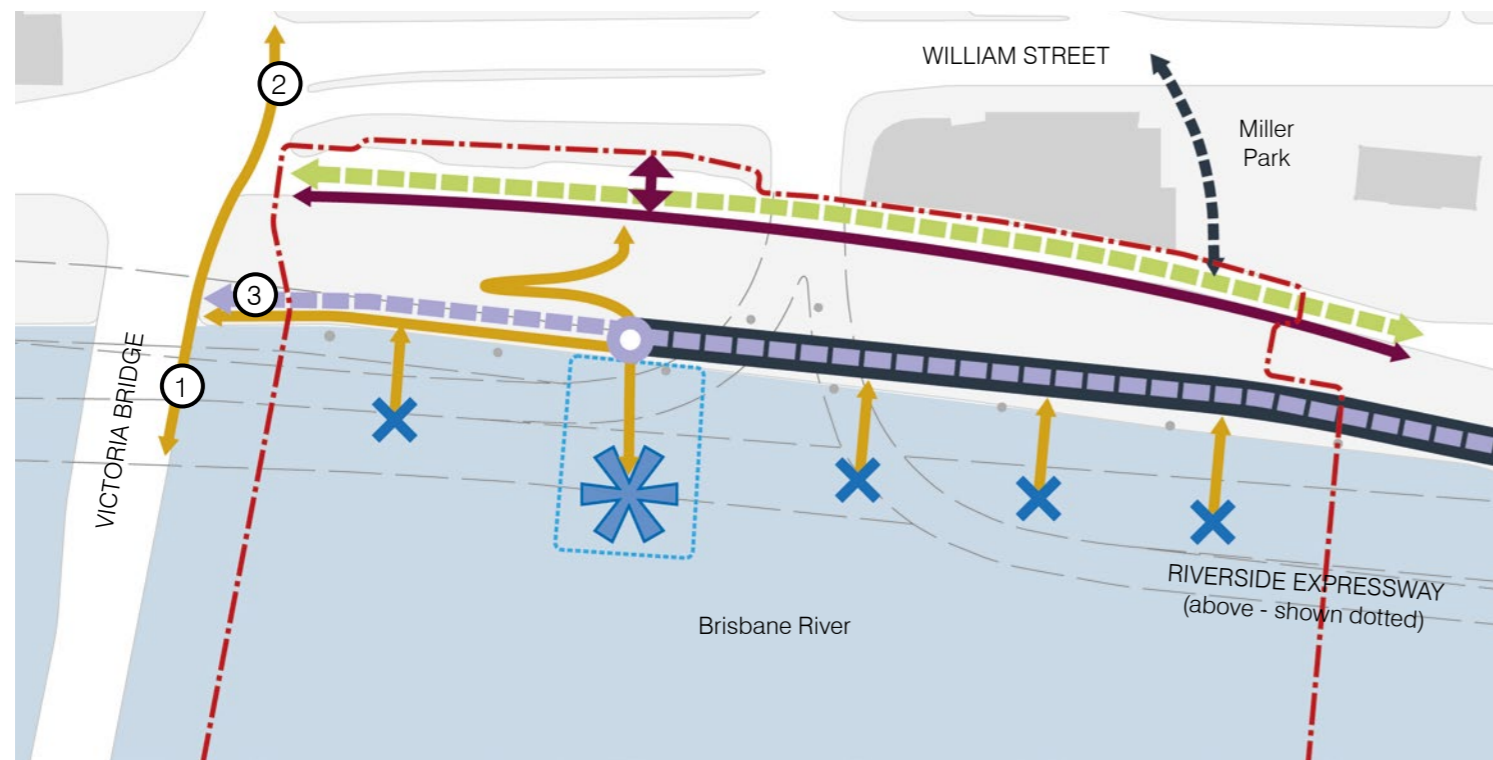 WILLIAM STREET
2
Miller
Park
3
1
VICTORIA BRIDGE
RIVERSIDE EXPRESSWAY
(above - shown dotted)
Brisbane River